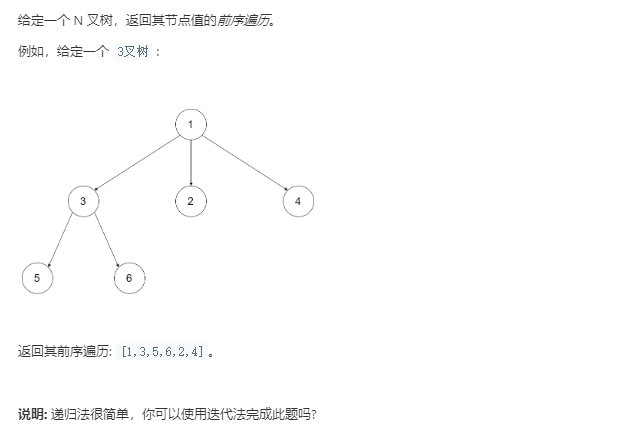 给定一个 N 叉树，返回其节点值的前序遍历。
例如，给定一个 3叉树 :
1
3
2
4
5
6
返回其前序遍历: [1,3,5,6,2,4]。
说明: 递归法很简单，你可以使用迭代法完成此题吗?